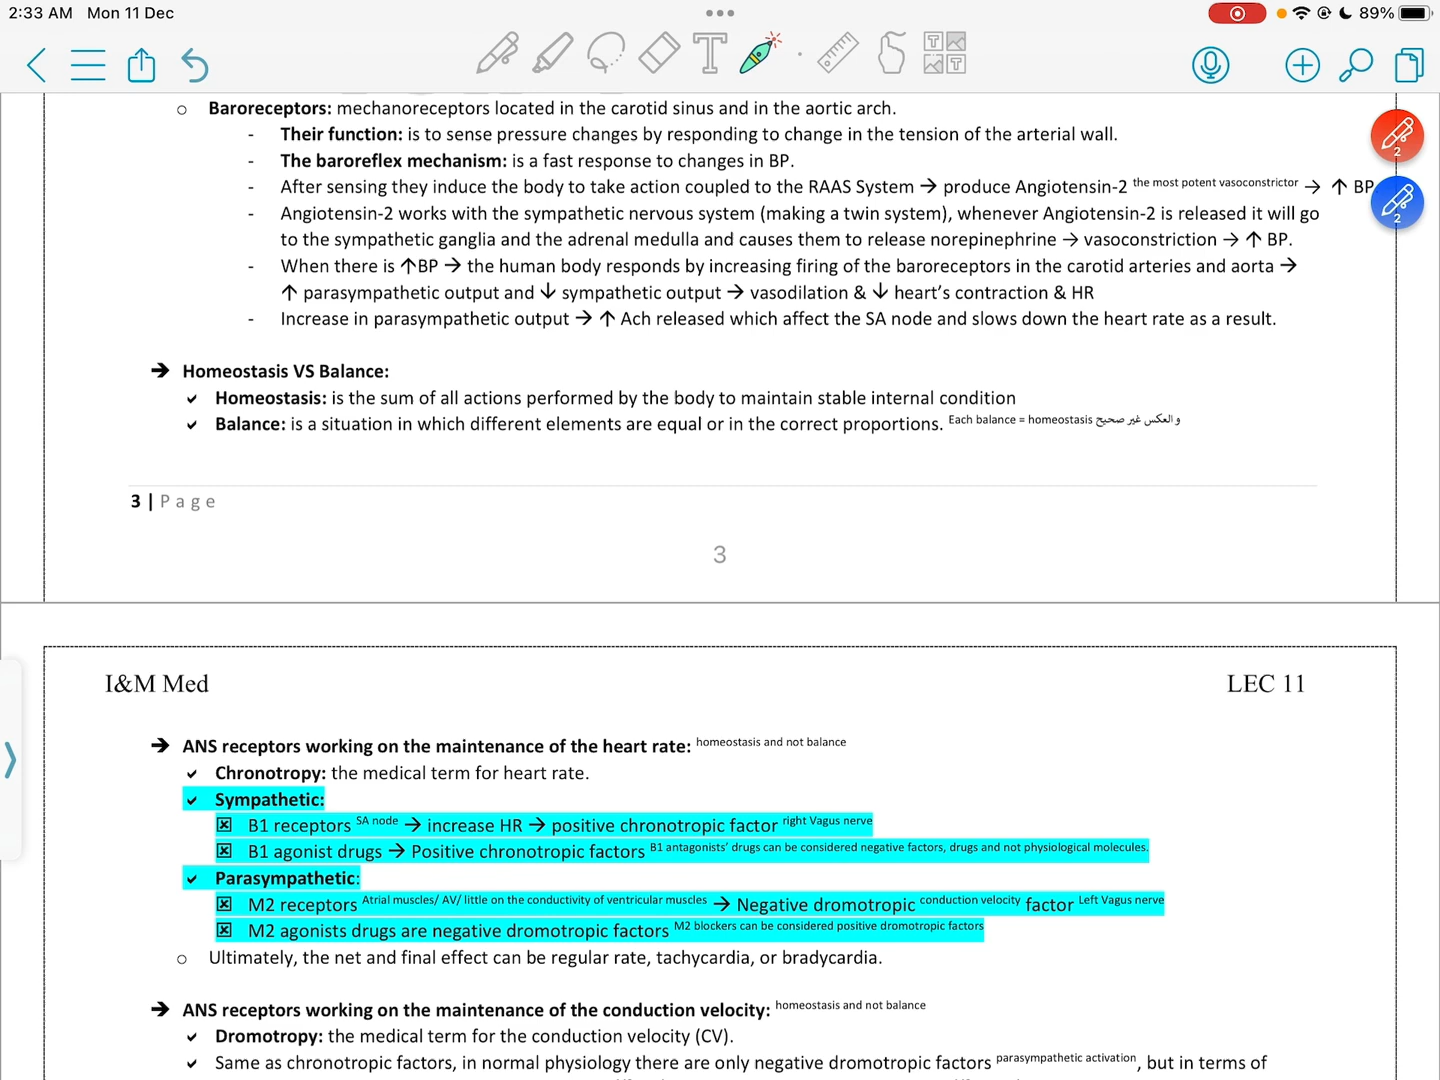 2:33 AM Mon 11 Dec
89%
○ Baroreceptors: mechanoreceptors located in the carotid sinus and in the aortic arch.
- Their function: is to sense pressure changes by responding to change in the tension of the arterial wall.
- The baroreflex mechanism: is a fast response to changes in BP.
- After sensing they induce the body to take action coupled to the RAAS System → produce Angiotensin-2 the most potent vasoconstrictor → ↑ BP
- Angiotensin-2 works with the sympathetic nervous system (making a twin system), whenever Angiotensin-2 is released it will go
to the sympathetic ganglia and the adrenal medulla and causes them to release norepinephrine → vasoconstriction → ↑ BP.
- When there is ↑BP → the human body responds by increasing firing of the baroreceptors in the carotid arteries and aorta →
↑ parasympathetic output and ↓ sympathetic output → vasodilation & ↓ heart's contraction & HR
- Increase in parasympathetic output → ↑ Ach released which affect the SA node and slows down the heart rate as a result.
➔ Homeostasis VS Balance:
✓ Homeostasis: is the sum of all actions performed by the body to maintain stable internal condition
✓ Balance: is a situation in which different elements are equal or in the correct proportions. Each balance = homeostasis و العكس غير صحيح
3 | Page
3
I&M Med
LEC 11
➔ ANS receptors working on the maintenance of the heart rate: homeostasis and not balance
✓ Chronotropy: the medical term for heart rate.
✓ Sympathetic:
☒ B1 receptors SA node → increase HR → positive chronotropic factor right Vagus nerve
☒ B1 agonist drugs → Positive chronotropic factors B1 antagonists' drugs can be considered negative factors, drugs and not physiological molecules.
✓ Parasympathetic:
☒ M2 receptors Atrial muscles/ AV/ little on the conductivity of ventricular muscles → Negative dromotropic conduction velocity factor Left Vagus nerve
☒ M2 agonists drugs are negative dromotropic factors M2 blockers can be considered positive dromotropic factors
○ Ultimately, the net and final effect can be regular rate, tachycardia, or bradycardia.
➔ ANS receptors working on the maintenance of the conduction velocity: homeostasis and not balance
✓ Dromotropy: the medical term for the conduction velocity (CV).
✓ Same as chronotropic factors, in normal physiology there are only negative dromotropic factors parasympathetic activation, but in terms of